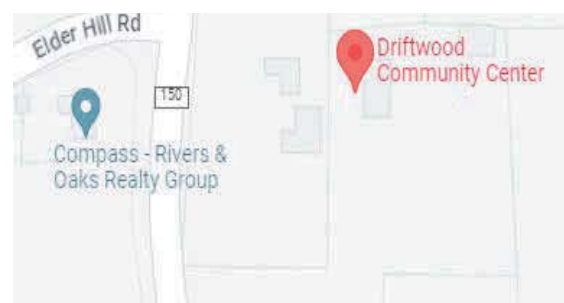 Elder Hill Rd
150
Driftwood
Community Center
Compass - Rivers &
Oaks Realty Group